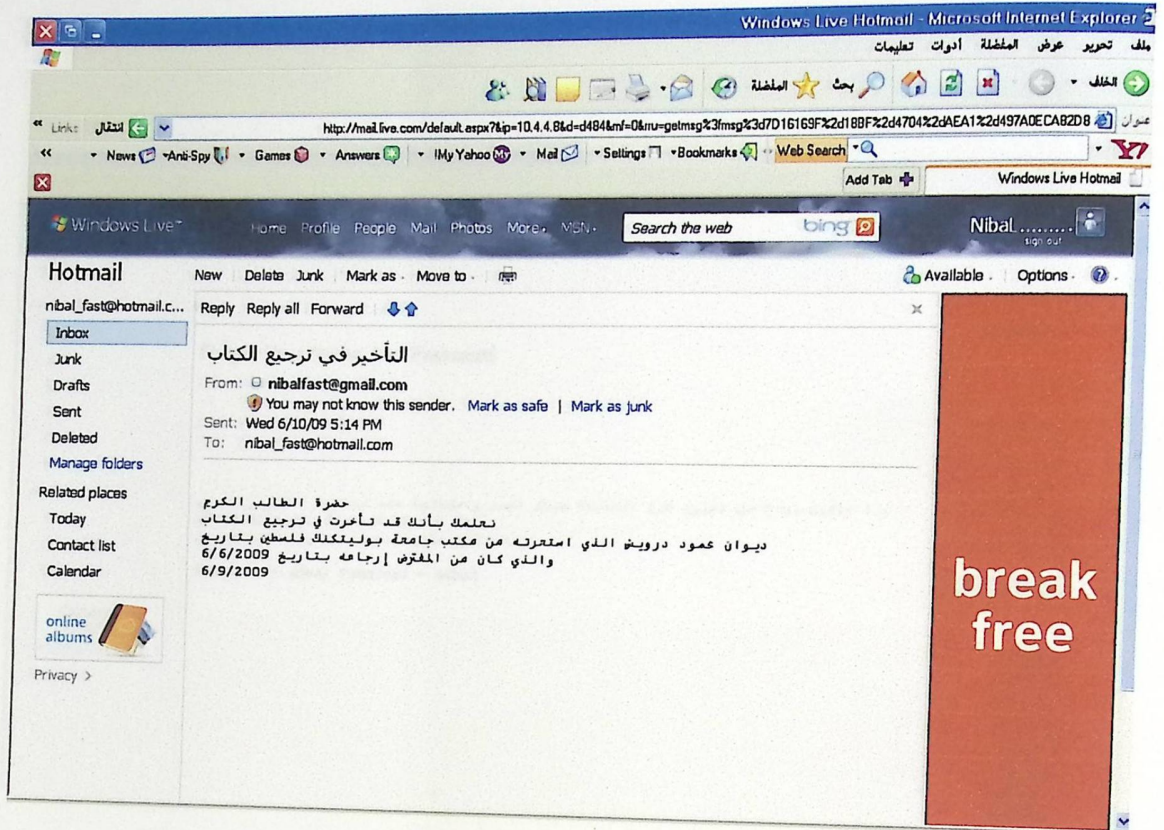 Windows Live Hotmail - Microsoft Internet Explorer
ملف تحرير عرض المفضلة أدوات تعليمات
الخلف بحث المفضلة
عنوان http://mail.live.com/default.aspx?&ip=10.4.4.8&d=d484&mf=0&rru=getmsg%3fmsg%3d7D16169F%2d18BF%2d4704%2dAEA1%2d497A0ECA82D8 انتقال Links
News Anti-Spy Games Answers !My Yahoo Mail Settings Bookmarks Web Search Y7
Add Tab Windows Live Hotmail
Windows Live™ Home Profile People Mail Photos More MSN Search the web bing Nibal.........
sign out
Hotmail New Delete Junk Mark as Move to Available Options
nibal_fast@hotmail.c... Reply Reply all Forward
Inbox
Junk
Drafts
Sent
Deleted
Manage folders
Related places
Today
Contact list
Calendar
online
albums
Privacy >
التأخير في ترجيع الكتاب
From: nibalfast@gmail.com
You may not know this sender. Mark as safe | Mark as junk
Sent: Wed 6/10/09 5:14 PM
To: nibal_fast@hotmail.com
حضرة الطالب الكرم
نعلمك بأنك قد تأخرت في ترجيع الكتاب
ديوان محمود درويش الذي استعرته من مكتب جامعة بوليتكنك فلسطين بتاريخ
6/6/2009 والذي كان من المفترض إرجاعه بتاريخ
6/9/2009
break
free